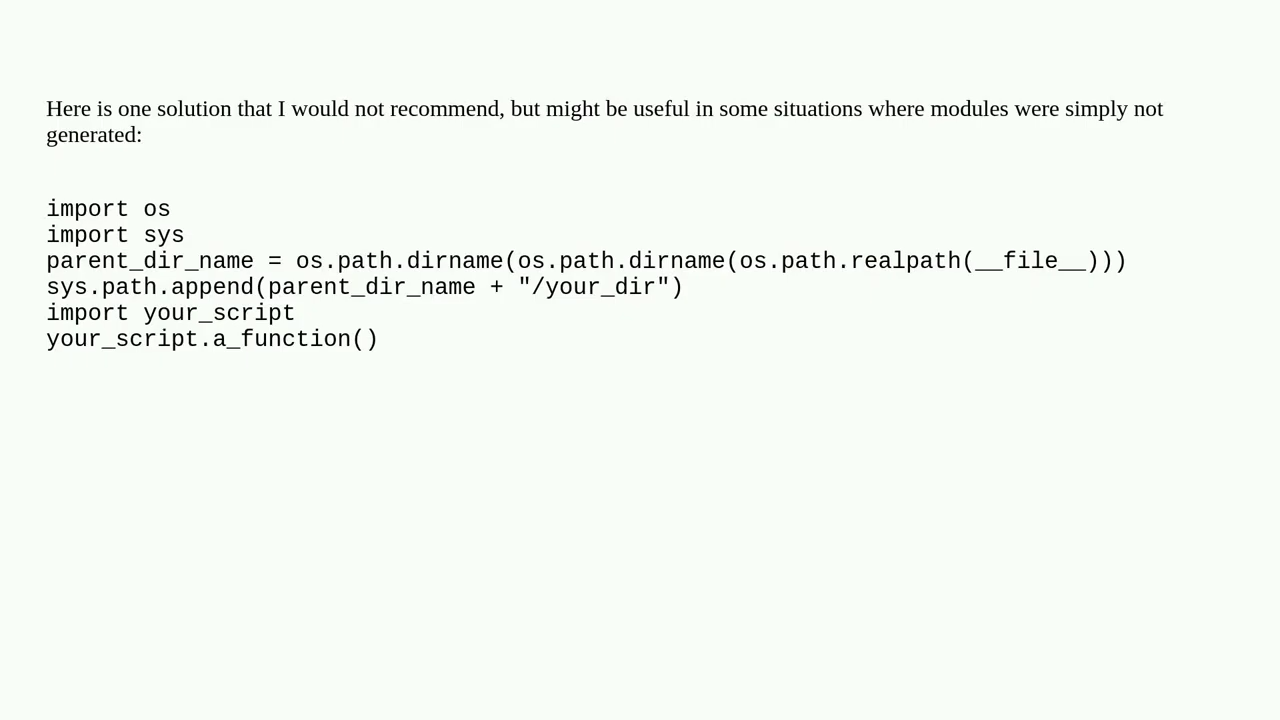 Here is one solution that I would not recommend, but might be useful in some situations where modules were simply not
generated:
import os
import sys
parent_dir_name = os.path.dirname(os.path.dirname(os.path.realpath(__file__)))
sys.path.append(parent_dir_name + "/your_dir")
import your_script
your_script.a_function()